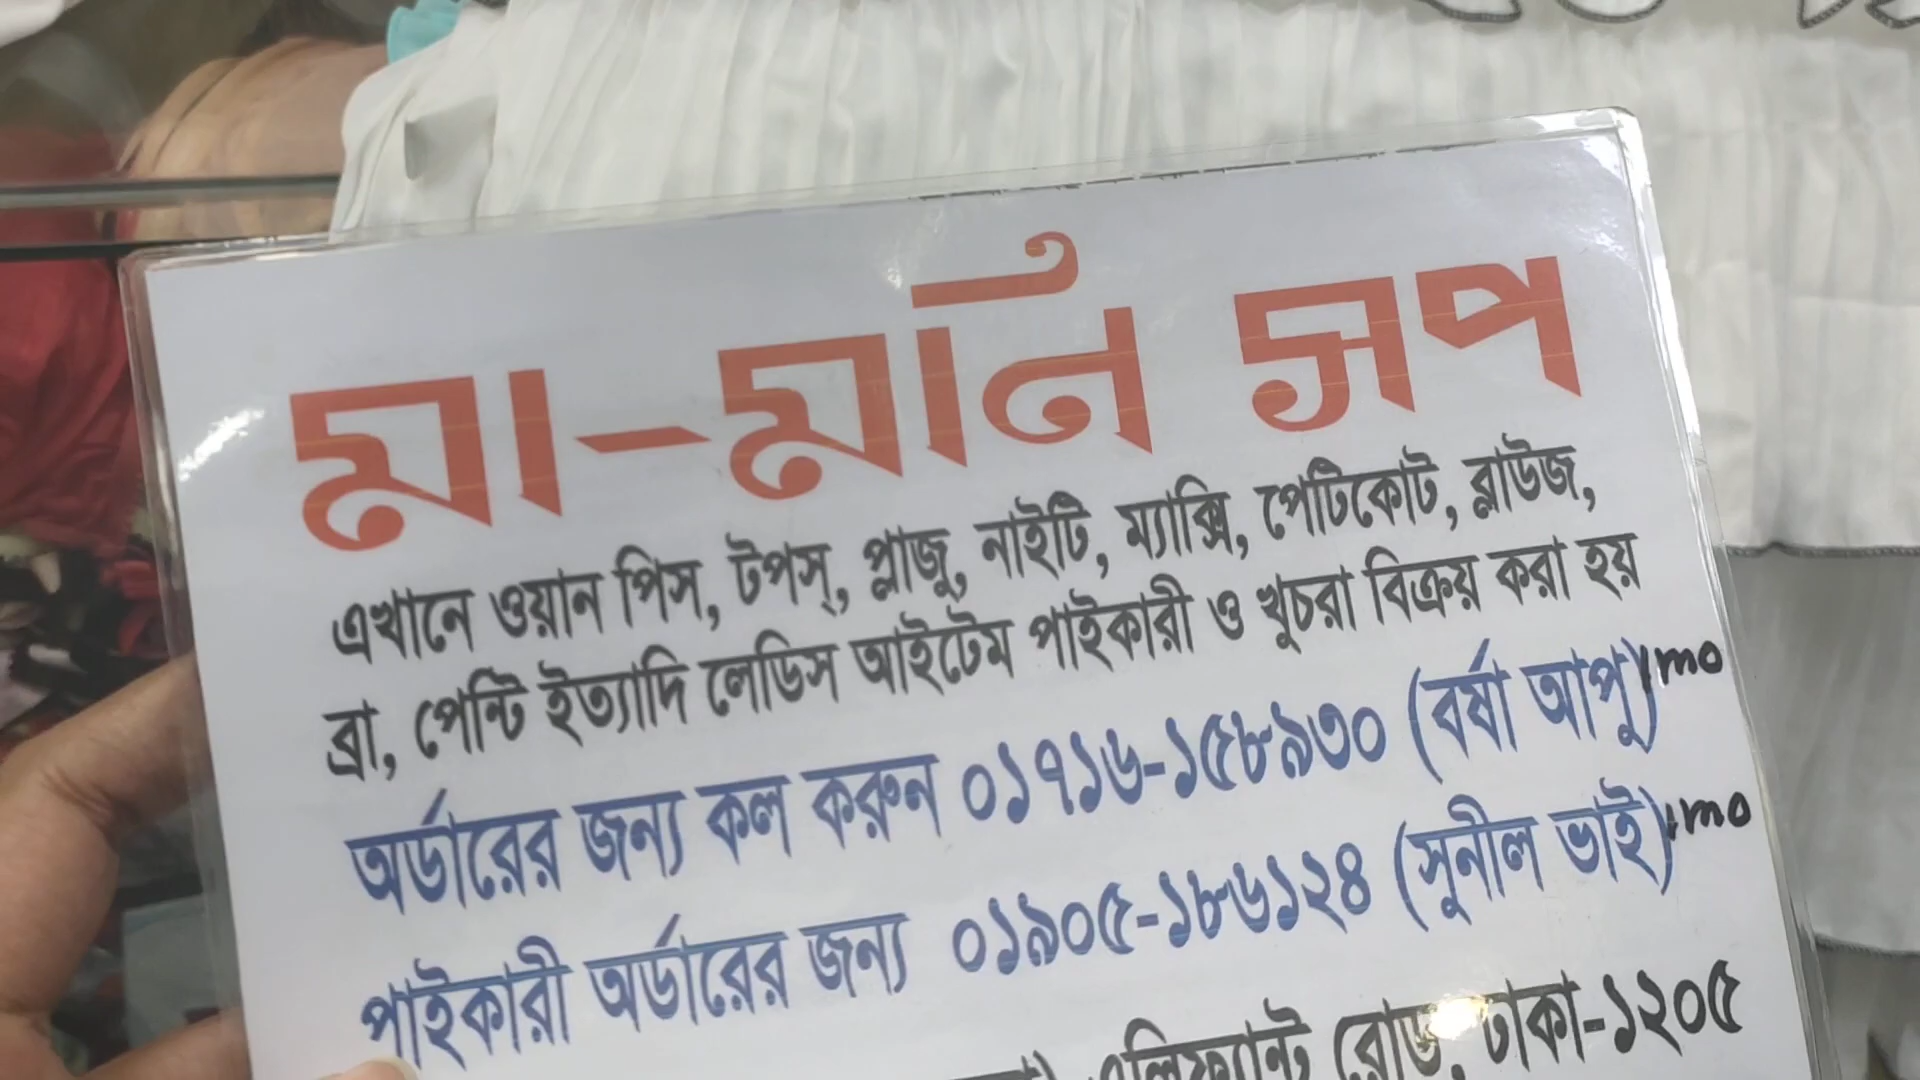 মা-মনি সপ
এখানে ওয়ান পিস, টপস্, প্লাজু, নাইটি, ম্যাক্সি, পেটিকোট, ব্লাউজ,
ব্রা, পেন্টি ইত্যাদি লেডিস আইটেম পাইকারী ও খুচরা বিক্রয় করা হয়
অর্ডারের জন্য কল করুন ০১৭১৬-১৫৮৯৩০ (বর্ষা আপু) imo
পাইকারী অর্ডারের জন্য ০১৯০৫-১৮৬১২৪ (সুনীল ভাই) imo
এলিফ্যান্ট রোড, ঢাকা-১২০৫